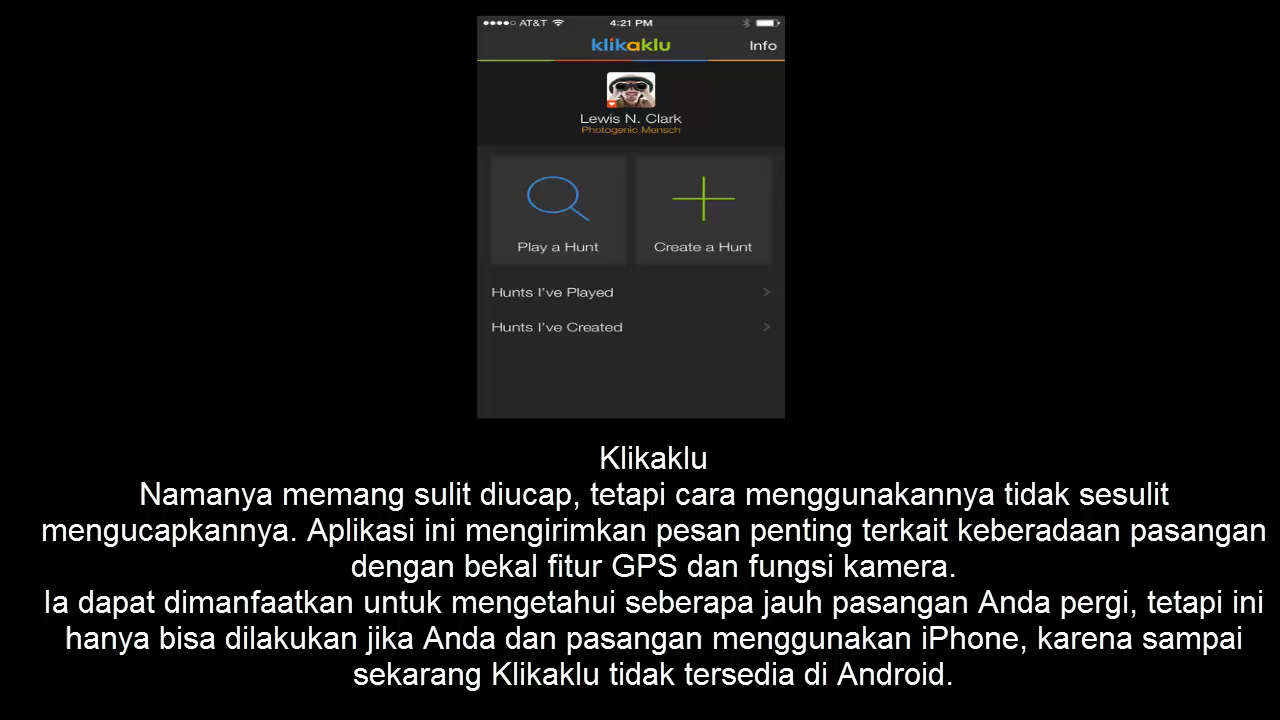 AT&T 4:21 PM
klikaklu Info
Lewis N. Clark
Photogenic Mensch
Play a Hunt Create a Hunt
Hunts I've Played
Hunts I've Created
Klikaklu
Namanya memang sulit diucap, tetapi cara menggunakannya tidak sesulit
mengucapkannya. Aplikasi ini mengirimkan pesan penting terkait keberadaan pasangan
dengan bekal fitur GPS dan fungsi kamera.
Ia dapat dimanfaatkan untuk mengetahui seberapa jauh pasangan Anda pergi, tetapi ini
hanya bisa dilakukan jika Anda dan pasangan menggunakan iPhone, karena sampai
sekarang Klikaklu tidak tersedia di Android.